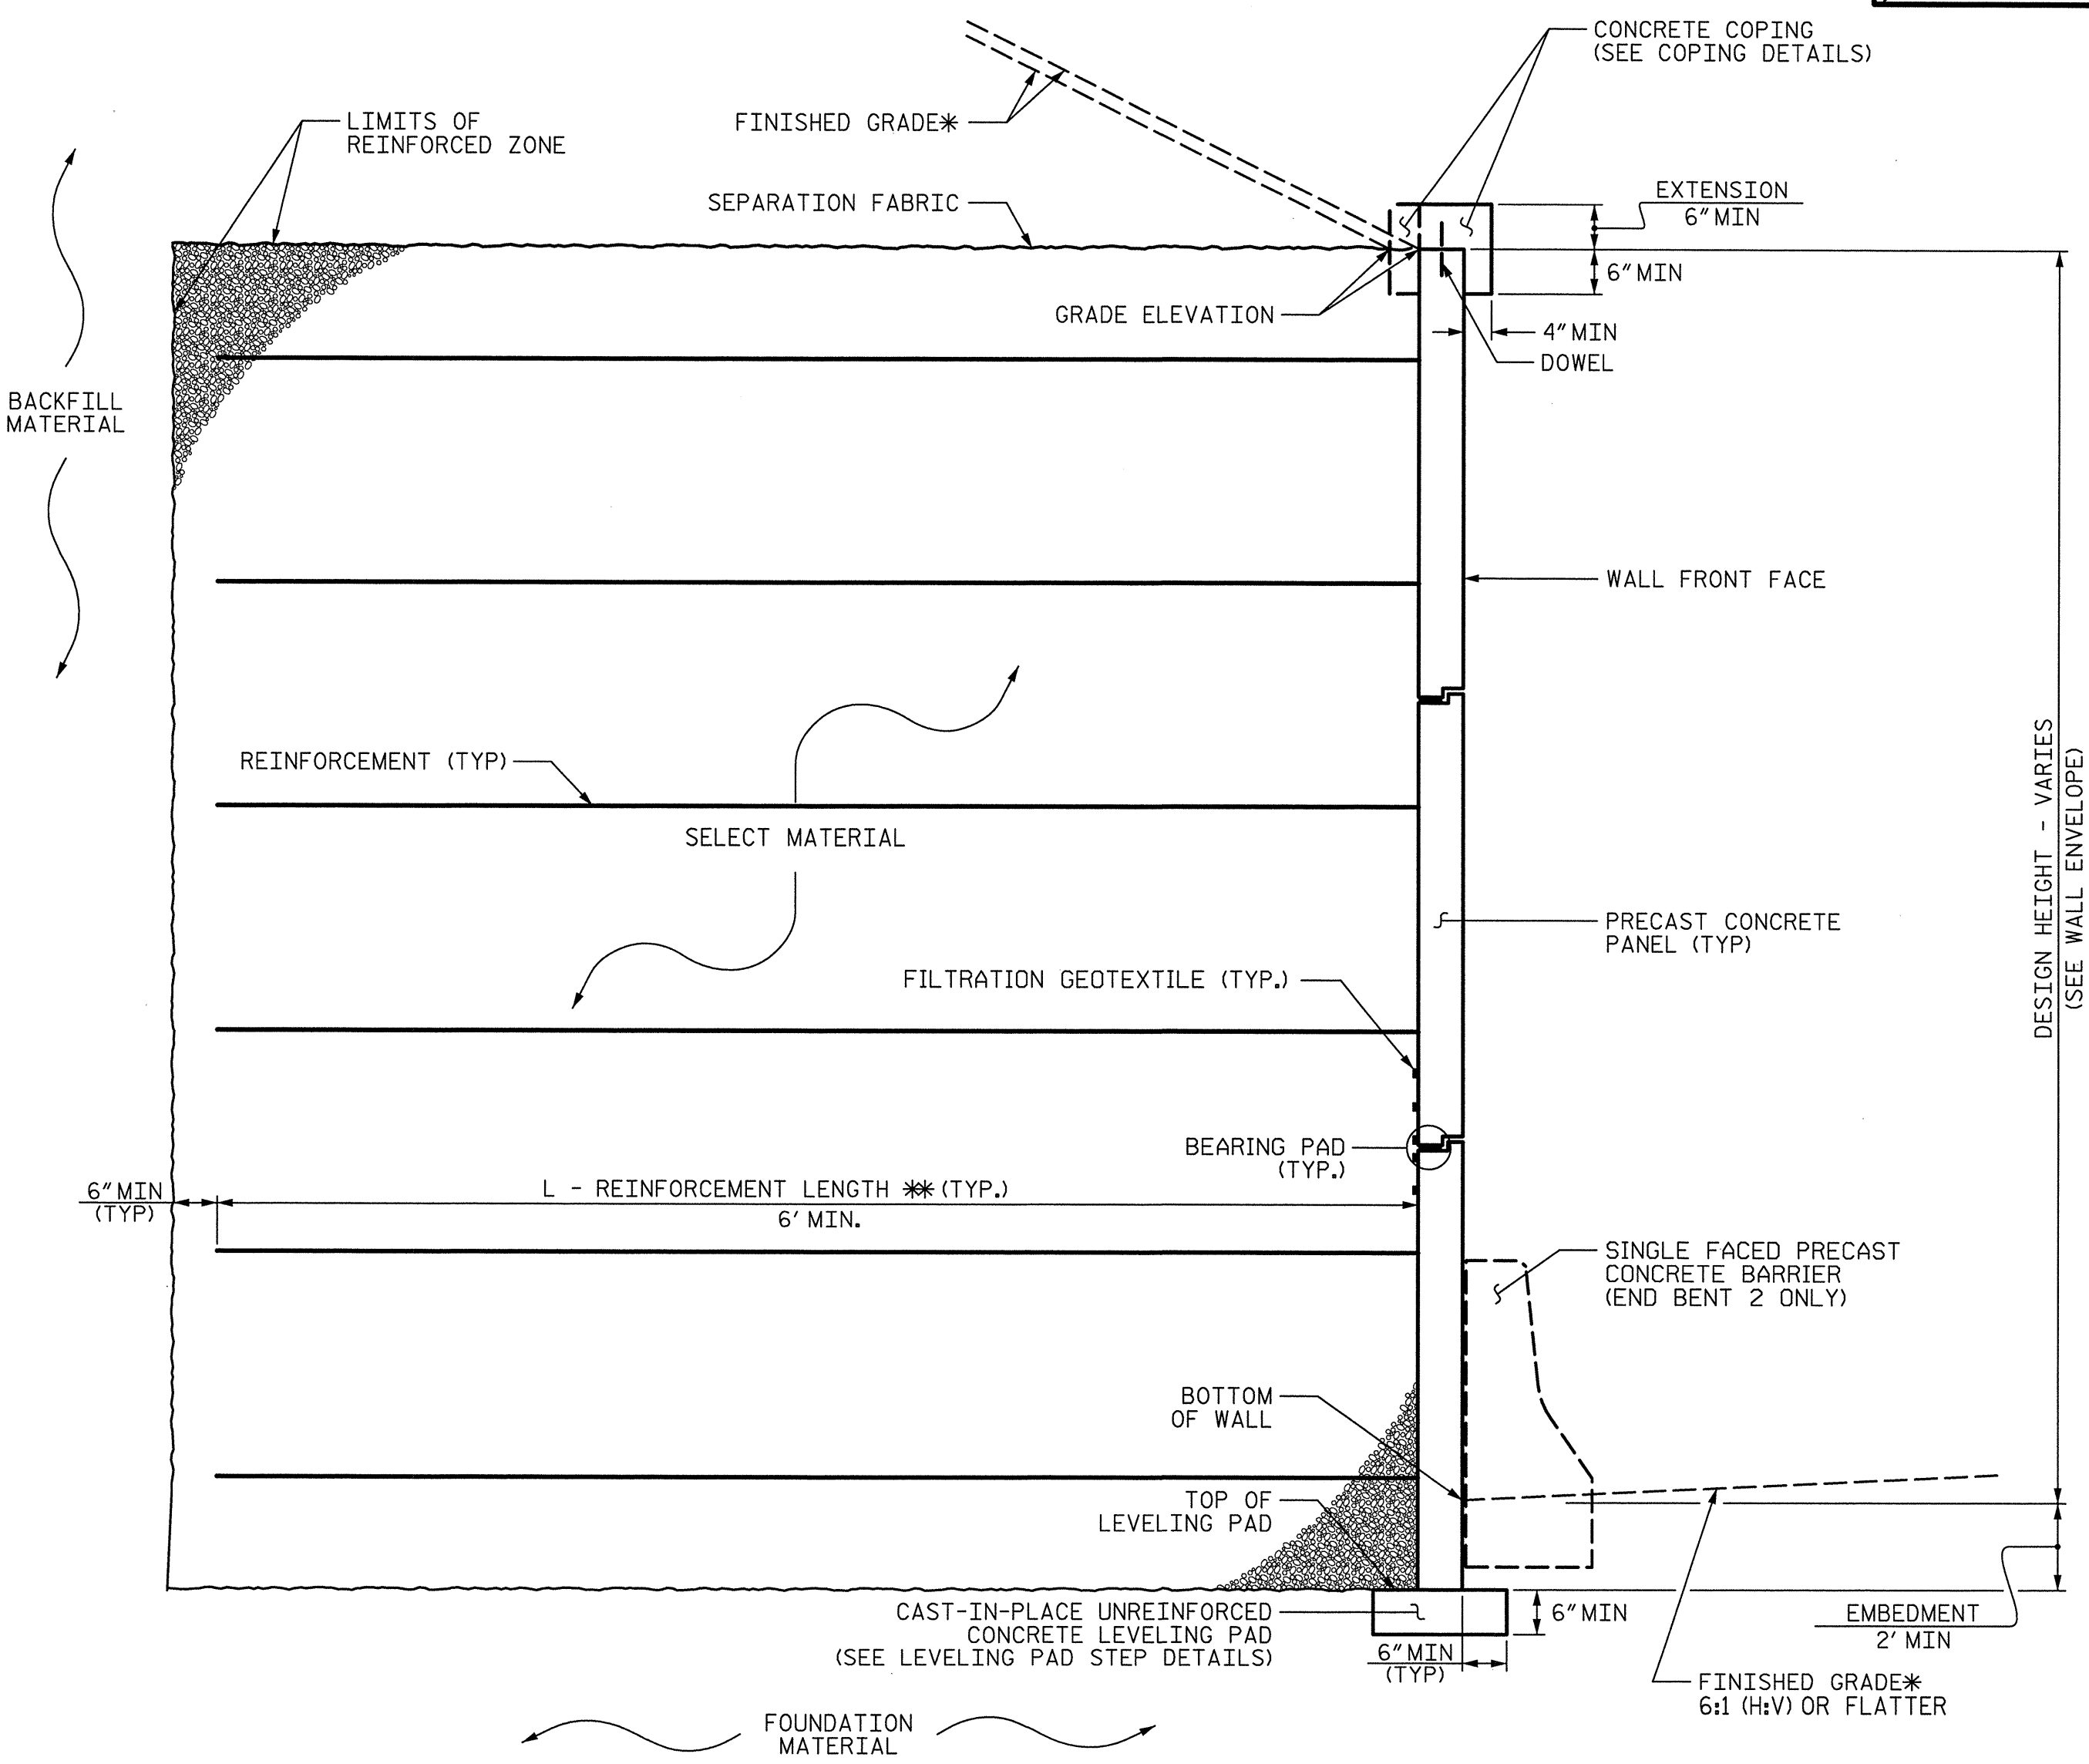 CONCRETE COPING
(SEE COPING DETAILS)
LIMITS OF
REINFORCED ZONE
FINISHED GRADE*
SEPARATION FABRIC
EXTENSION
6" MIN
6" MIN
GRADE ELEVATION
4" MIN
DOWEL
BACKFILL
MATERIAL
WALL FRONT FACE
REINFORCEMENT (TYP)
SELECT MATERIAL
DESIGN HEIGHT - VARIES
(SEE WALL ENVELOPE)
PRECAST CONCRETE
PANEL (TYP)
FILTRATION GEOTEXTILE (TYP.)
BEARING PAD
(TYP.)
6" MIN
(TYP)
L - REINFORCEMENT LENGTH ** (TYP.)
6' MIN.
SINGLE FACED PRECAST
CONCRETE BARRIER
(END BENT 2 ONLY)
BOTTOM
OF WALL
TOP OF
LEVELING PAD
CAST-IN-PLACE UNREINFORCED
CONCRETE LEVELING PAD
(SEE LEVELING PAD STEP DETAILS)
6" MIN
6" MIN
(TYP)
EMBEDMENT
2' MIN
FINISHED GRADE*
6:1 (H:V) OR FLATTER
FOUNDATION
MATERIAL